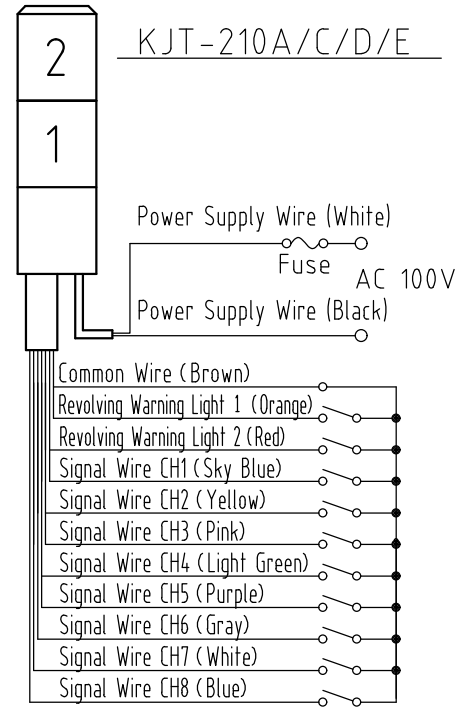 KJT-210A/C/D/E
2
1
Power Supply Wire (White)
Fuse
AC 100V
Power Supply Wire (Black)
Common Wire (Brown)
Revolving Warning Light 1 (Orange)
Revolving Warning Light 2 (Red)
Signal Wire CH1 (Sky Blue)
Signal Wire CH2 (Yellow)
Signal Wire CH3 (Pink)
Signal Wire CH4 (Light Green)
Signal Wire CH5 (Purple)
Signal Wire CH6 (Gray)
Signal Wire CH7 (White)
Signal Wire CH8 (Blue)